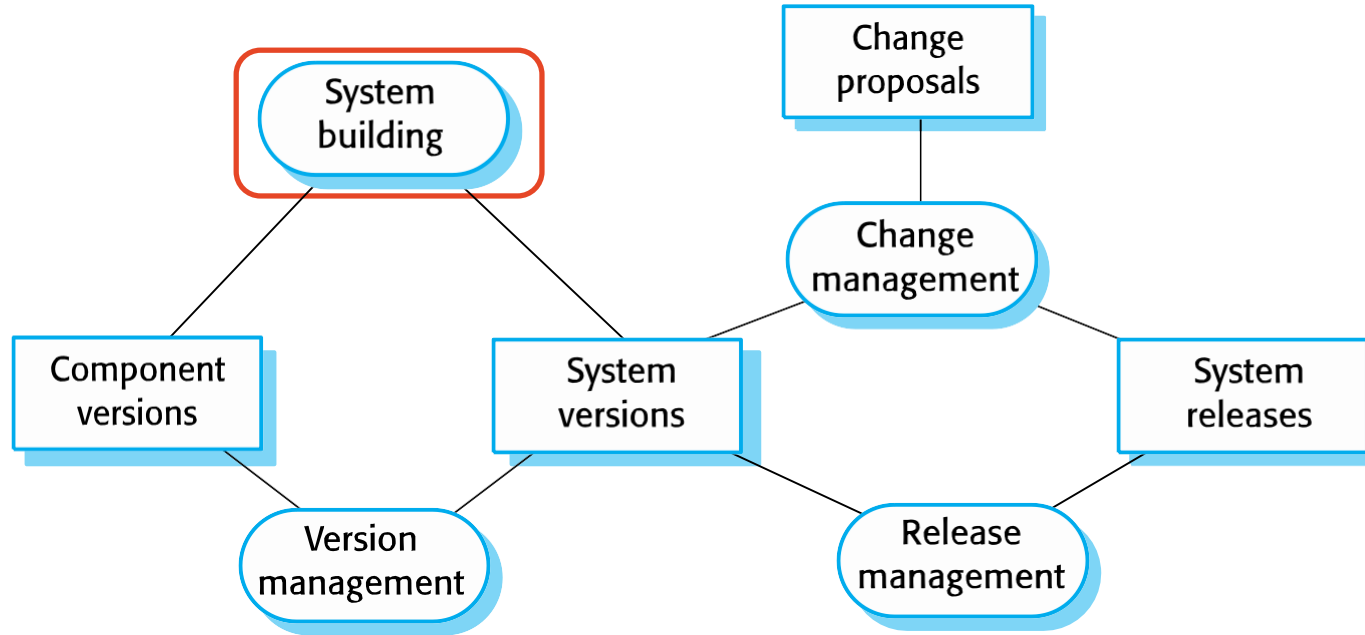 System
building
Change
proposals
Change
management
Component
versions
System
versions
System
releases
Version
management
Release
management